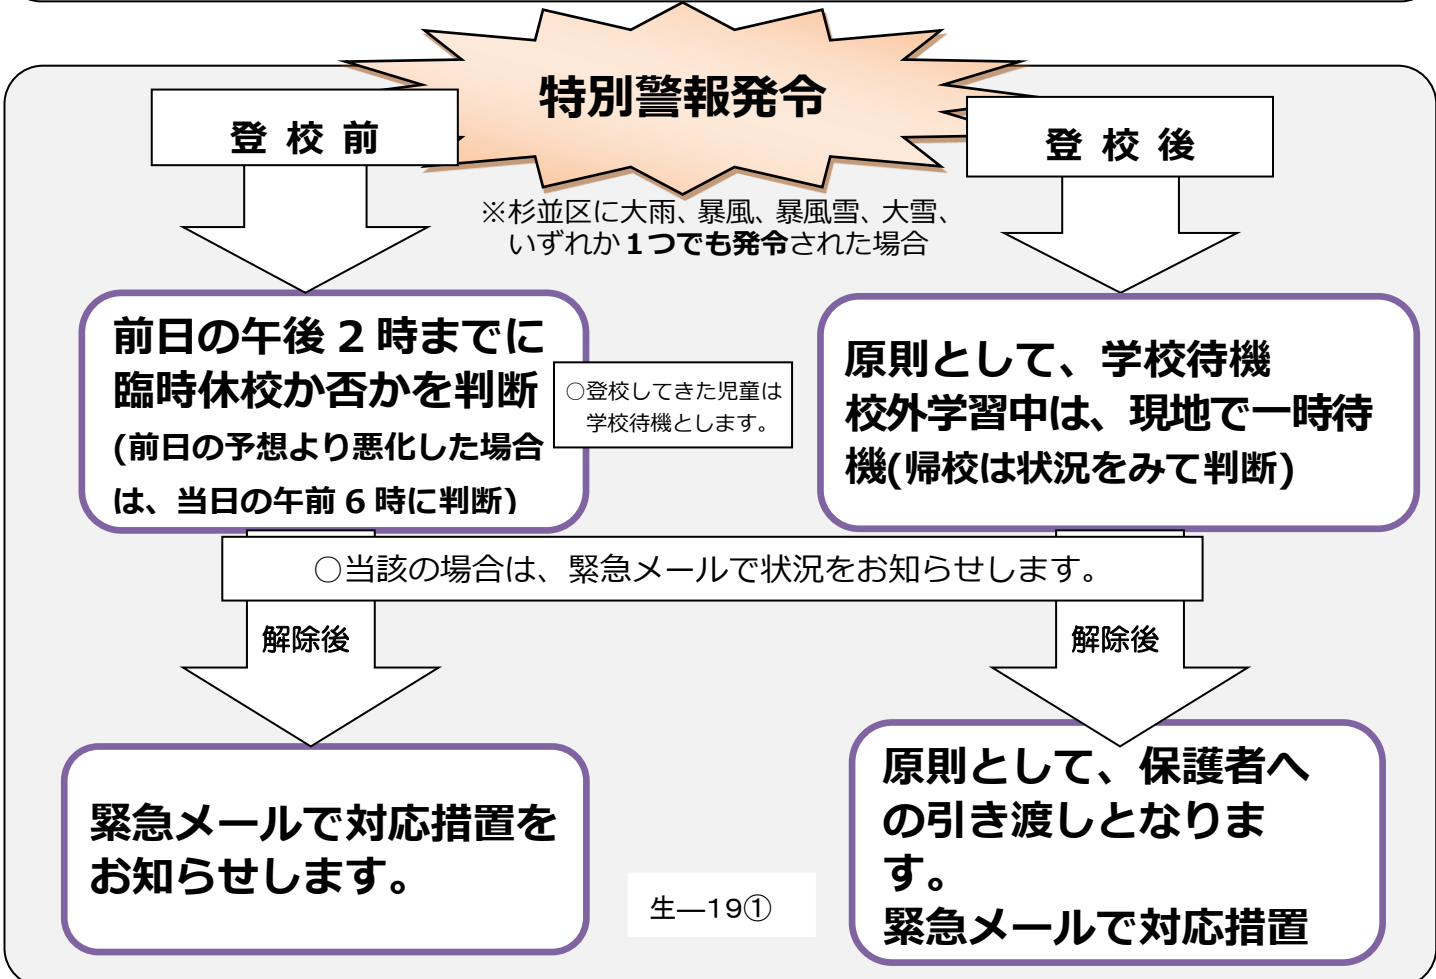 特別警報発令
登校前
登校後
※杉並区に大雨、暴風、暴風雪、大雪、
いずれか１つでも発令された場合
前日の午後２時までに
臨時休校か否かを判断
(前日の予想より悪化した場合
は、当日の午前６時に判断)
○登校してきた児童は
学校待機とします。
原則として、学校待機
校外学習中は、現地で一時待
機(帰校は状況をみて判断)
○当該の場合は、緊急メールで状況をお知らせします。
解除後
解除後
緊急メールで対応措置を
お知らせします。
原則として、保護者へ
の引き渡しとなりま
す。
緊急メールで対応措置
生―19①